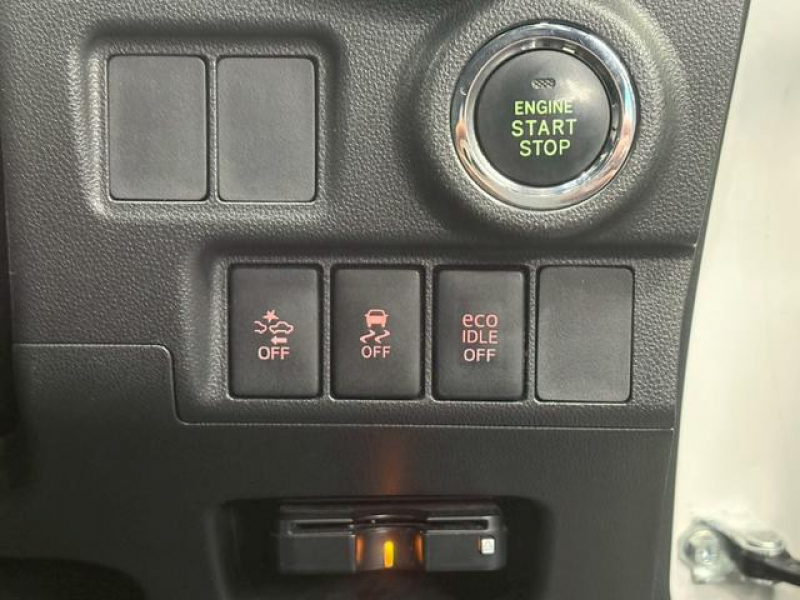 ENGINE
START
STOP
OFF
OFF
eco
IDLE
OFF